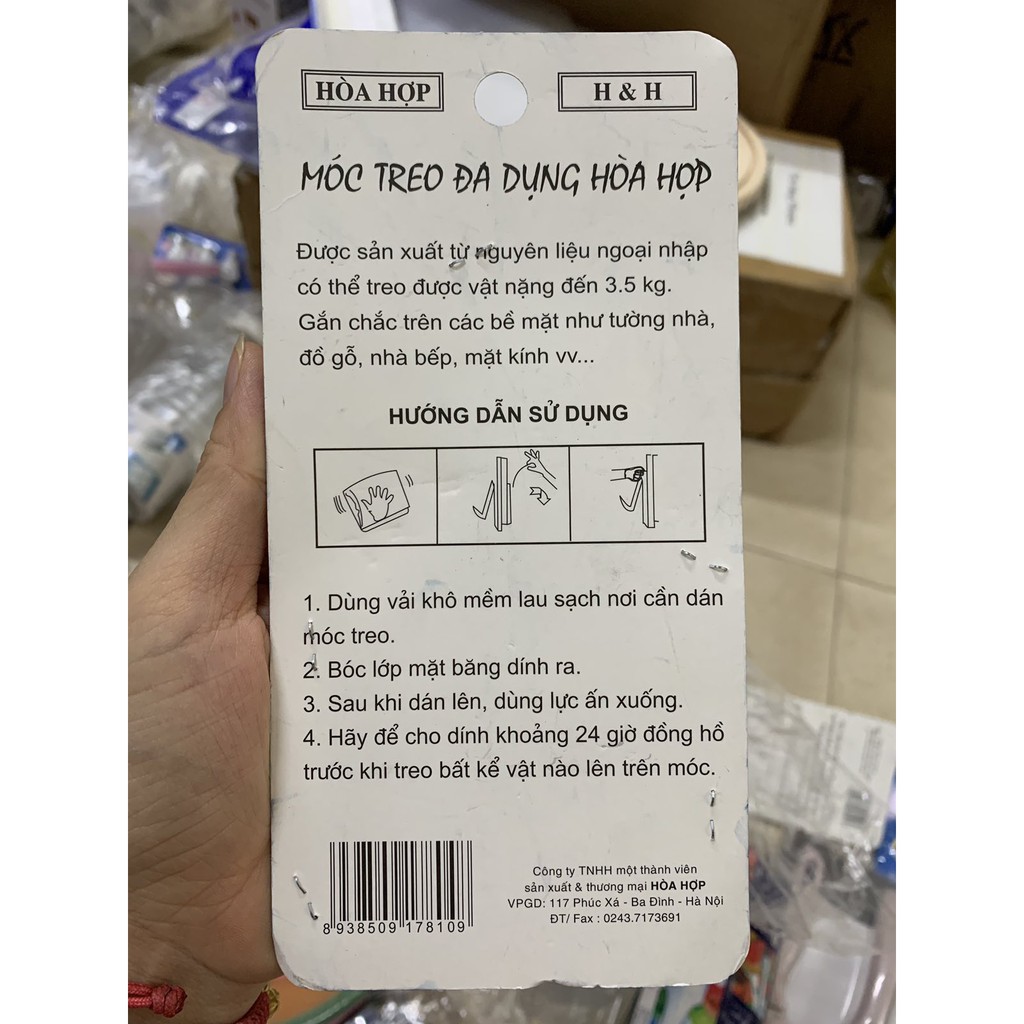 HÒA HỢP
H & H
MÓC TREO ĐA DỤNG HÒA HỢP
Được sản xuất từ nguyên liệu ngoại nhập
có thể treo được vật nặng đến 3.5 kg.
Gắn chắc trên các bề mặt như tường nhà,
đồ gỗ, nhà bếp, mặt kính vv...
HƯỚNG DẪN SỬ DỤNG
1. Dùng vải khô mềm lau sạch nơi cần dán
móc treo.
2. Bóc lớp mặt băng dính ra.
3. Sau khi dán lên, dùng lực ấn xuống.
4. Hãy để cho dính khoảng 24 giờ đồng hồ
trước khi treo bất kể vật nào lên trên móc.
8 938509 178109
Công ty TNHH một thành viên
sản xuất & thương mại HÒA HỢP
VPGD: 117 Phúc Xá - Ba Đình - Hà Nội
ĐT/ Fax : 0243.7173691